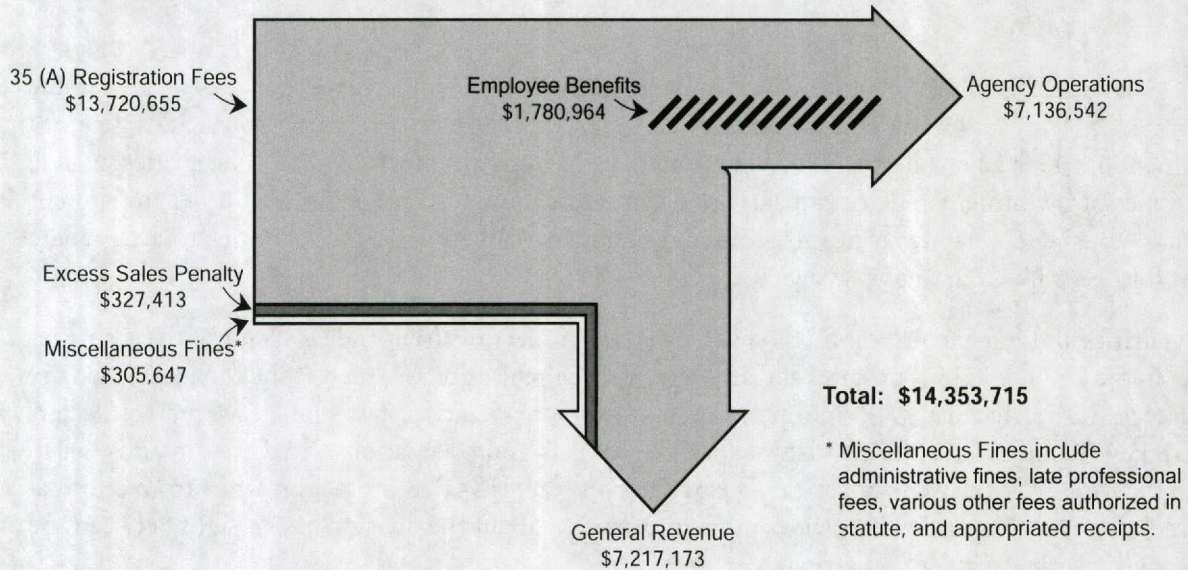 35 (A) Registration Fees
$13,720,655
Employee Benefits
$1,780,964
Agency Operations
$7,136,542
Excess Sales Penalty
$327,413
Miscellaneous Fines*
$305,647
Total: $14,353,715
* Miscellaneous Fines include
administrative fines, late professional
fees, various other fees authorized in
statute, and appropriated receipts.
General Revenue
$7,217,173